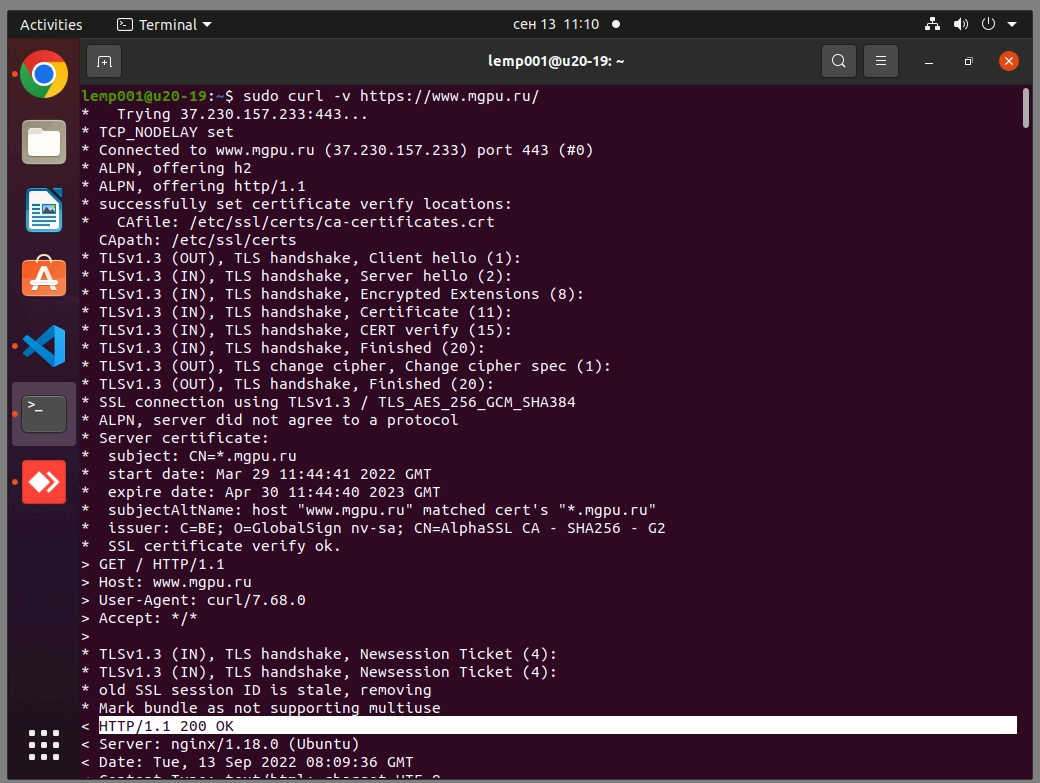 Activities
Terminal
сен 13 11:10
lemp001@u20-19: ~
lemp001@u20-19:~$ sudo curl -v https://www.mgpu.ru/
*   Trying 37.230.157.233:443...
* TCP_NODELAY set
* Connected to www.mgpu.ru (37.230.157.233) port 443 (#0)
* ALPN, offering h2
* ALPN, offering http/1.1
* successfully set certificate verify locations:
*   CAfile: /etc/ssl/certs/ca-certificates.crt
  CApath: /etc/ssl/certs
* TLSv1.3 (OUT), TLS handshake, Client hello (1):
* TLSv1.3 (IN), TLS handshake, Server hello (2):
* TLSv1.3 (IN), TLS handshake, Encrypted Extensions (8):
* TLSv1.3 (IN), TLS handshake, Certificate (11):
* TLSv1.3 (IN), TLS handshake, CERT verify (15):
* TLSv1.3 (IN), TLS handshake, Finished (20):
* TLSv1.3 (OUT), TLS change cipher, Change cipher spec (1):
* TLSv1.3 (OUT), TLS handshake, Finished (20):
* SSL connection using TLSv1.3 / TLS_AES_256_GCM_SHA384
* ALPN, server did not agree to a protocol
* Server certificate:
*  subject: CN=*.mgpu.ru
*  start date: Mar 29 11:44:41 2022 GMT
*  expire date: Apr 30 11:44:40 2023 GMT
*  subjectAltName: host "www.mgpu.ru" matched cert's "*.mgpu.ru"
*  issuer: C=BE; O=GlobalSign nv-sa; CN=AlphaSSL CA - SHA256 - G2
*  SSL certificate verify ok.
> GET / HTTP/1.1
> Host: www.mgpu.ru
> User-Agent: curl/7.68.0
> Accept: */*
>
* TLSv1.3 (IN), TLS handshake, Newsession Ticket (4):
* TLSv1.3 (IN), TLS handshake, Newsession Ticket (4):
* old SSL session ID is stale, removing
* Mark bundle as not supporting multiuse
< HTTP/1.1 200 OK
< Server: nginx/1.18.0 (Ubuntu)
< Date: Tue, 13 Sep 2022 08:09:36 GMT
< Content-Type: text/html; charset=UTF-8